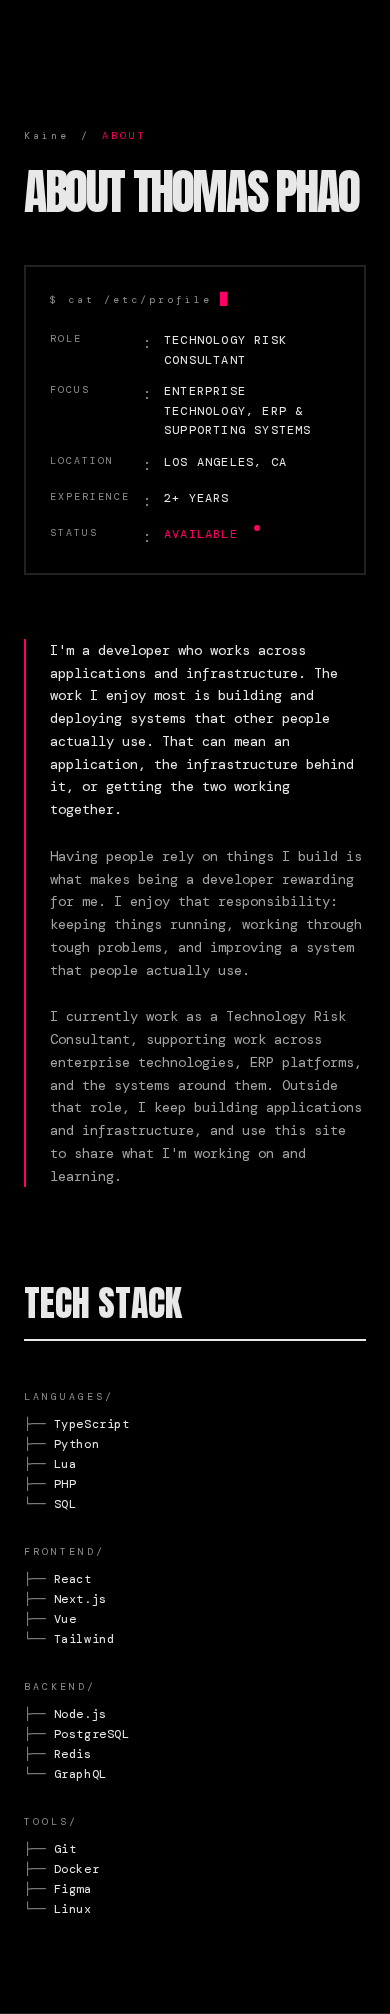 Kaine / ABOUT
ABOUT THOMAS PHAO
$ cat /etc/profile
ROLE : TECHNOLOGY RISK
CONSULTANT
FOCUS : ENTERPRISE
TECHNOLOGY, ERP &
SUPPORTING SYSTEMS
LOCATION : LOS ANGELES, CA
EXPERIENCE : 2+ YEARS
STATUS : AVAILABLE
I'm a developer who works across
applications and infrastructure. The
work I enjoy most is building and
deploying systems that other people
actually use. That can mean an
application, the infrastructure behind
it, or getting the two working
together.
Having people rely on things I build is
what makes being a developer rewarding
for me. I enjoy that responsibility:
keeping things running, working through
tough problems, and improving a system
that people actually use.
I currently work as a Technology Risk
Consultant, supporting work across
enterprise technologies, ERP platforms,
and the systems around them. Outside
that role, I keep building applications
and infrastructure, and use this site
to share what I'm working on and
learning.
TECH STACK
LANGUAGES/
├── TypeScript
├── Python
├── Lua
├── PHP
└── SQL
FRONTEND/
├── React
├── Next.js
├── Vue
└── Tailwind
BACKEND/
├── Node.js
├── PostgreSQL
├── Redis
└── GraphQL
TOOLS/
├── Git
├── Docker
├── Figma
└── Linux